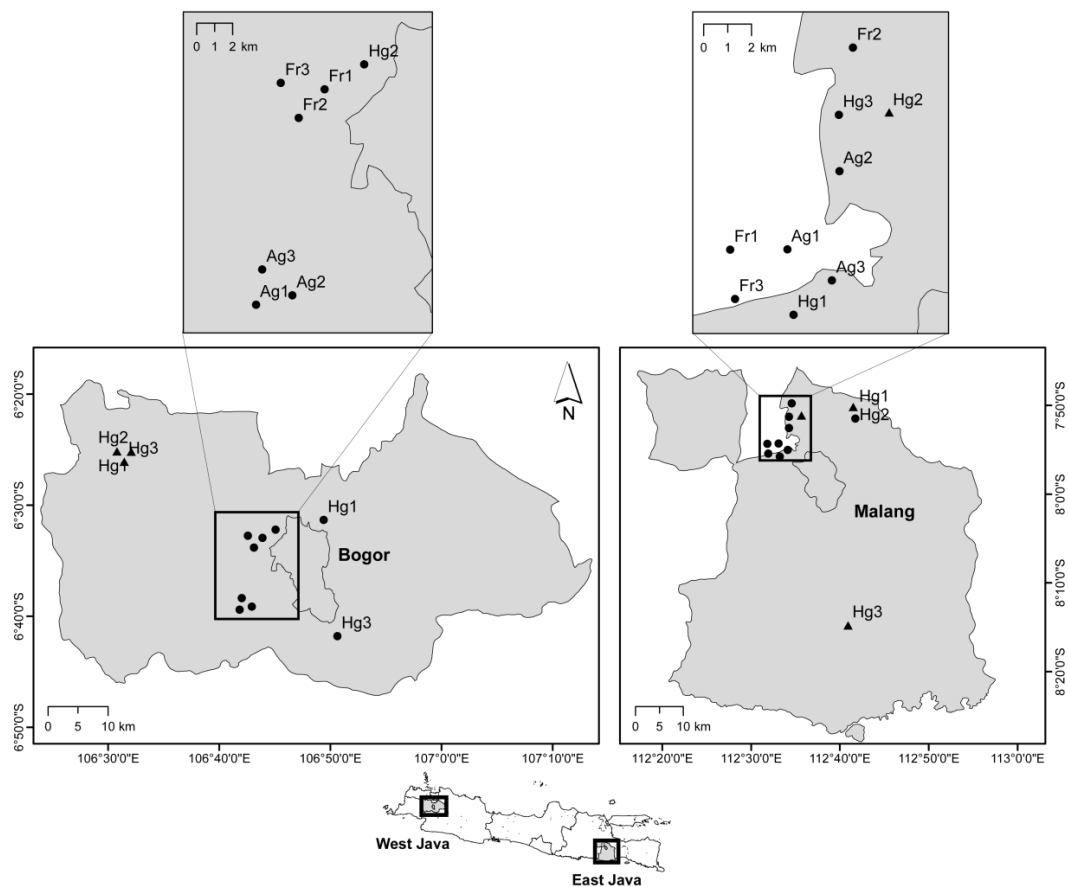 0 1 2 km
Hg2
Fr3
Fr1
Fr2
Ag3
Ag2
Ag1
0 1 2 km
Fr2
Hg3
Hg2
Ag2
Fr1
Ag1
Ag3
Fr3
Hg1
6°20'0"S
6°30'0"S
6°40'0"S
6°50'0"S
N
Hg2
Hg3
Hg1
Hg1
Bogor
Hg3
0 5 10 km
106°30'0"E
106°40'0"E
106°50'0"E
107°0'0"E
107°10'0"E
Hg1
Hg2
Malang
Hg3
0 5 10 km
7°50'0"S
8°0'0"S
8°10'0"S
8°20'0"S
112°20'0"E
112°30'0"E
112°40'0"E
112°50'0"E
113°0'0"E
West Java
East Java